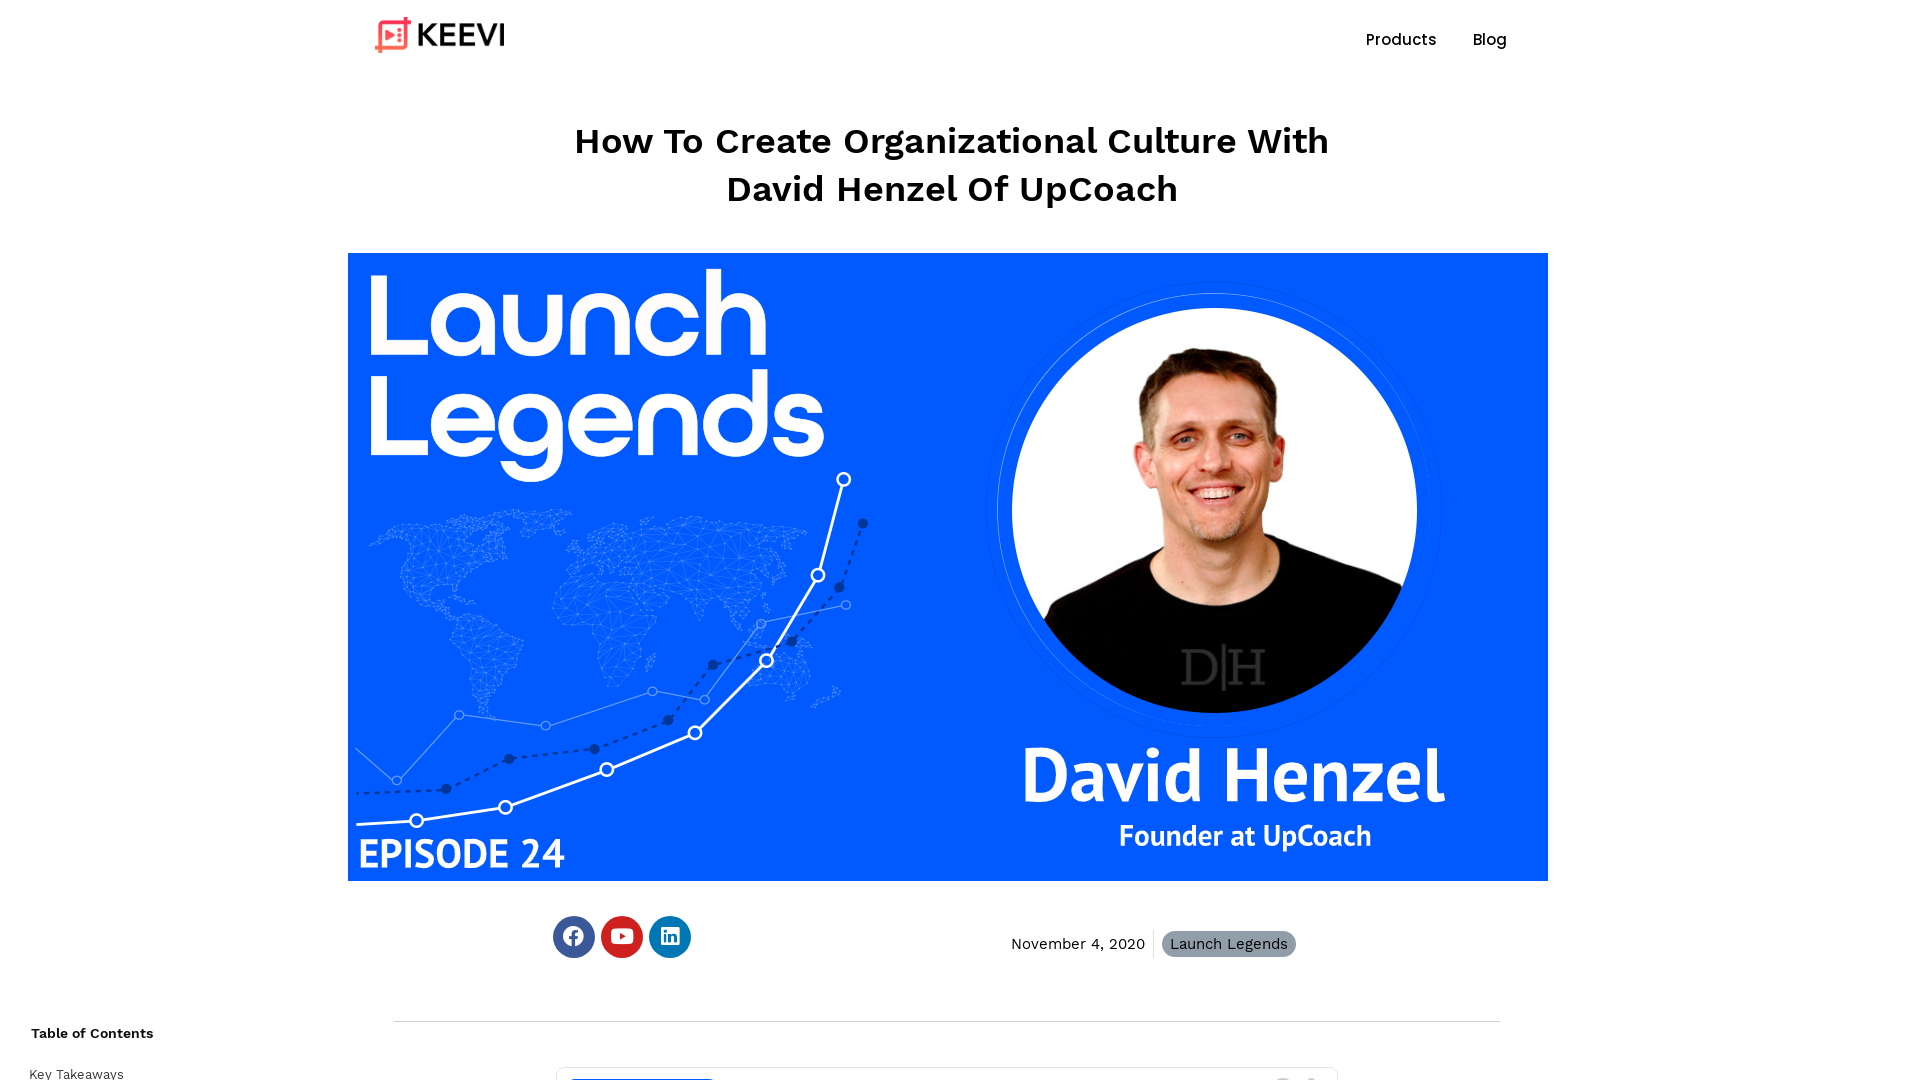 KEEVI
Products
Blog
How To Create Organizational Culture With
David Henzel Of UpCoach
Launch
Legends
D|H
David Henzel
Founder at UpCoach
EPISODE 24
November 4, 2020
Launch Legends
Table of Contents
Key Takeaways